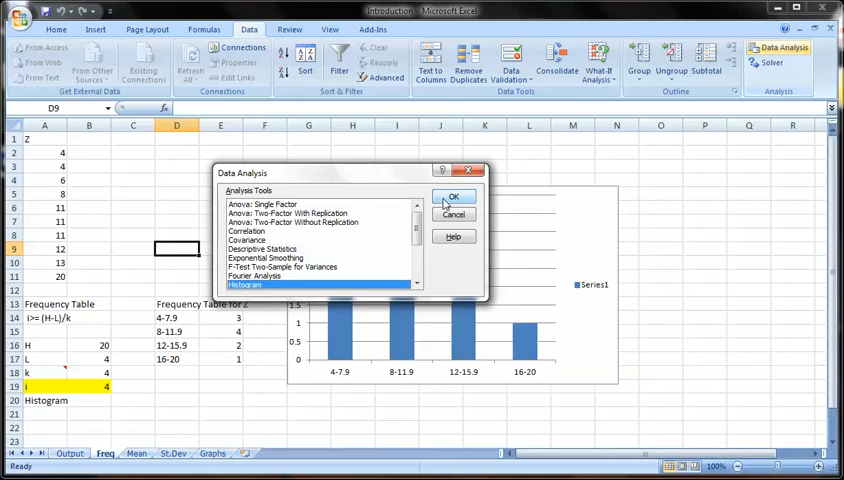 Introduction - Microsoft Excel
Home Insert Page Layout Formulas Data Review View Add-Ins
From Access
From Web
From Text
From Other Sources
Existing Connections
Get External Data
Refresh All
Connections
Properties
Edit Links
Connections
Sort
Filter
Clear
Reapply
Advanced
Sort & Filter
Text to Columns
Remove Duplicates
Data Validation
Consolidate
What-If Analysis
Data Tools
Group
Ungroup
Subtotal
Outline
Data Analysis
Solver
Analysis
D9
fx
A B C D E F G H I J K L M N O P Q R
1 Z
2 4
3 4
4 6
5 8
6 11
7 11
8 11
9 12
10 13
11 20
12
13 Frequency Table Frequency Table for Z
14 i>= (H-L)/k 4-7.9 3
15 8-11.9 4
16 H 20 12-15.9 2
17 L 4 16-20 1
18 k 4
19 i 4
20 Histogram
21
22
23
Data Analysis
Analysis Tools
Anova: Single Factor
Anova: Two-Factor With Replication
Anova: Two-Factor Without Replication
Correlation
Covariance
Descriptive Statistics
Exponential Smoothing
F-Test Two-Sample for Variances
Fourier Analysis
Histogram
OK
Cancel
Help
Series1
1.5
1
0.5
0
4-7.9 8-11.9 12-15.9 16-20
Output Freq Mean St.Dev Graphs
Ready
100%